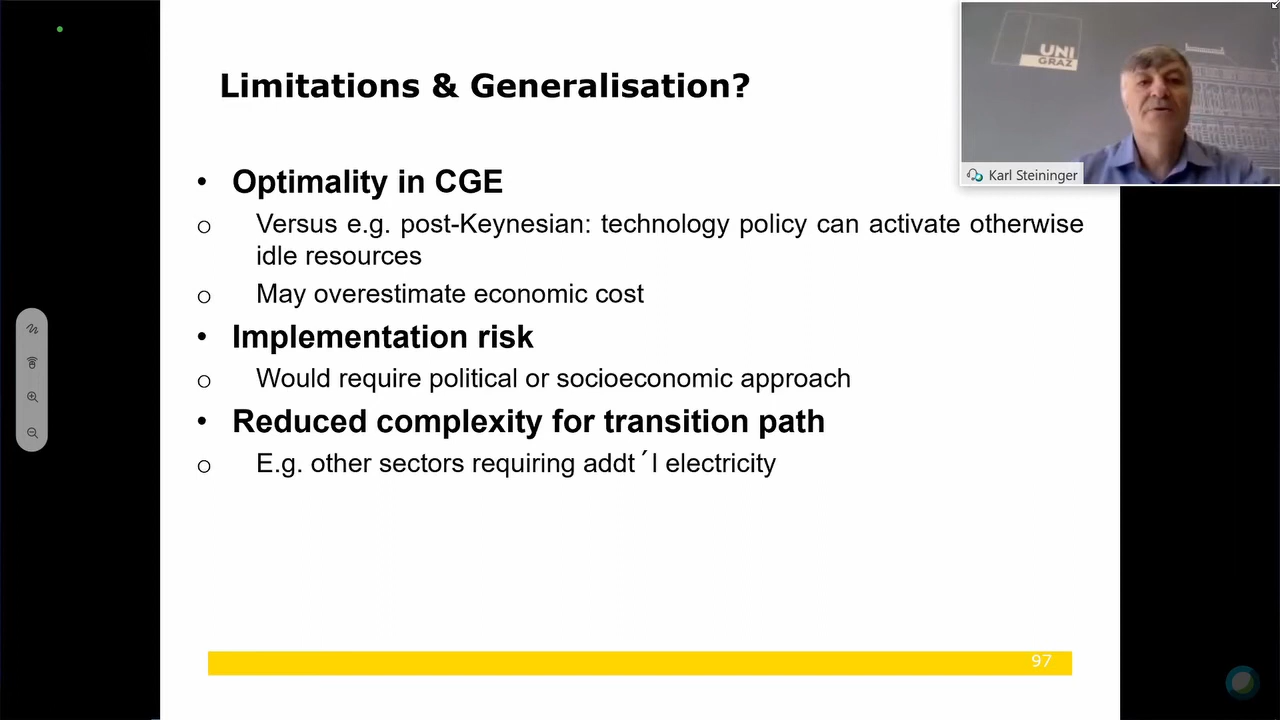 Limitations & Generalisation?
UNI
GRAZ
Karl Steininger
• Optimality in CGE
o Versus e.g. post-Keynesian: technology policy can activate otherwise
idle resources
o May overestimate economic cost
• Implementation risk
o Would require political or socioeconomic approach
• Reduced complexity for transition path
o E.g. other sectors requiring addt´l electricity
97